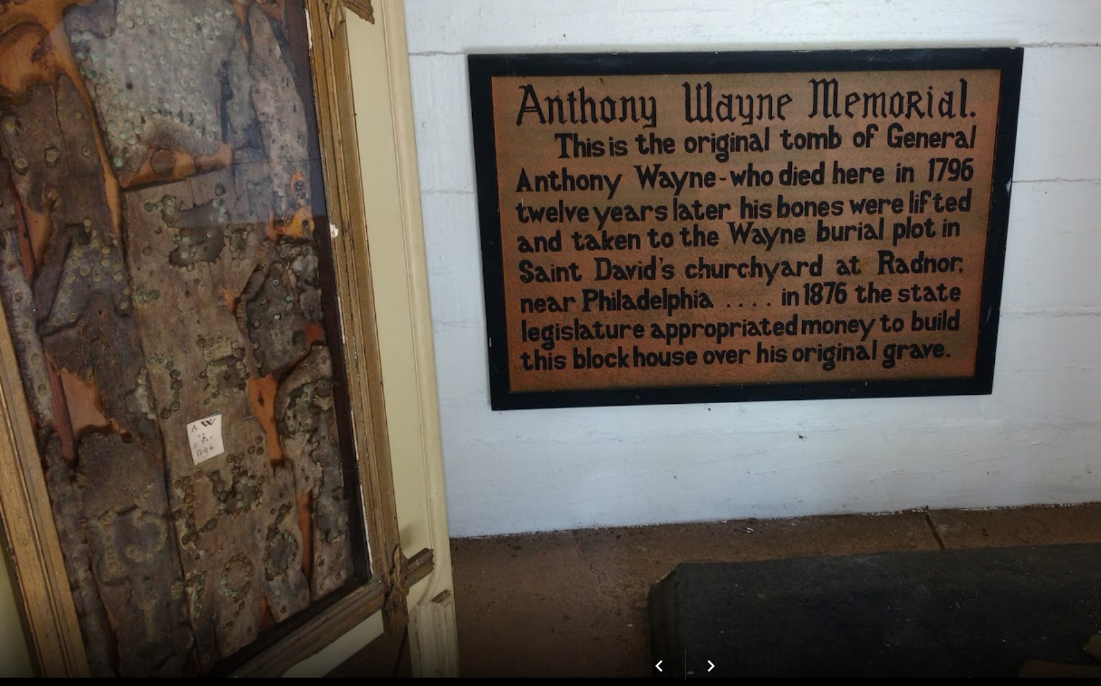 Anthony Wayne Memorial.
This is the original tomb of General
Anthony Wayne-who died here in 1796
twelve years later his bones were lifted
and taken to the Wayne burial plot in
Saint David's churchyard at Radnor,
near Philadelphia .... in 1876 the state
legislature appropriated money to build
this blockhouse over his original grave.
A W